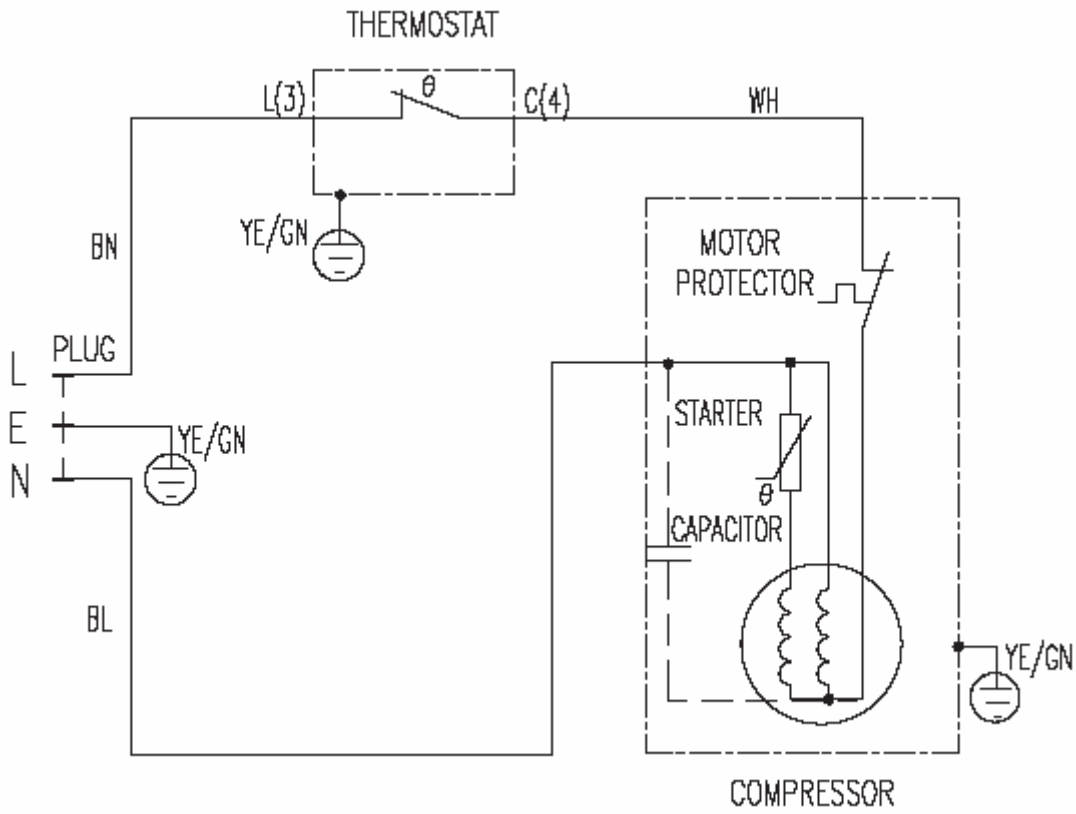 THERMOSTAT
L(3)
θ
C(4)
WH
YE/GN
BN
MOTOR
PROTECTOR
PLUG
L
E
YE/GN
N
STARTER
θ
CAPACITOR
BL
YE/GN
COMPRESSOR